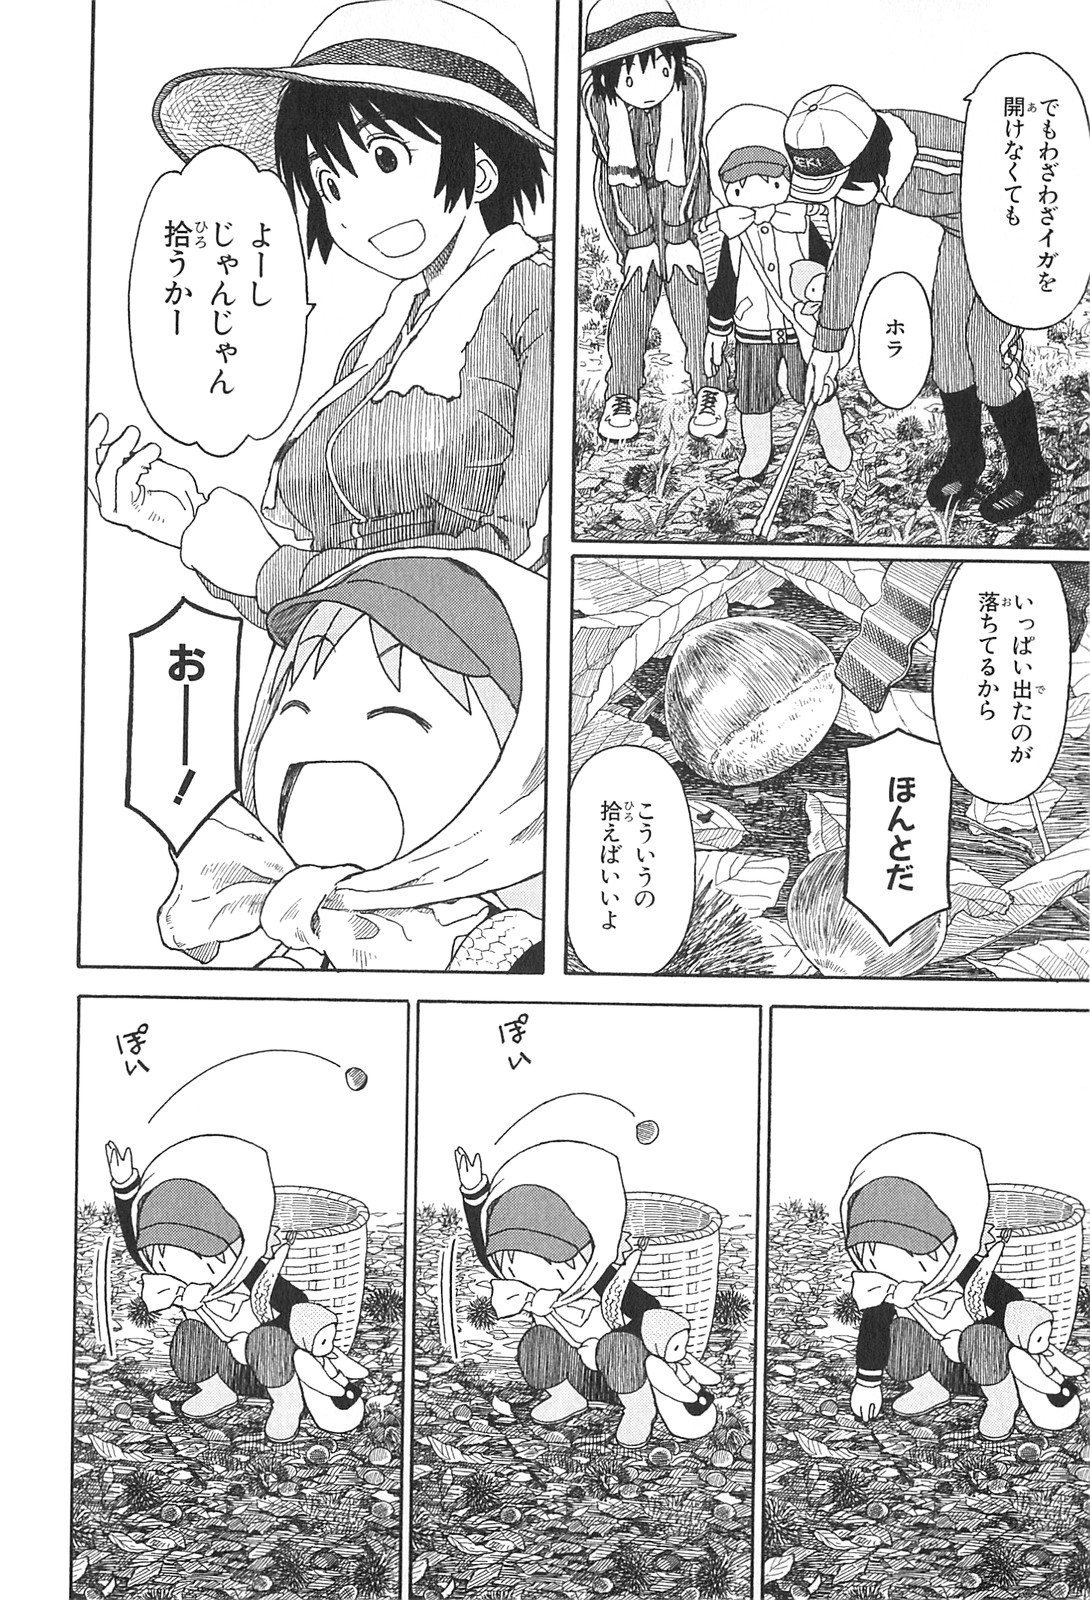 でもわざわざイガを
開けなくても
ホラ
いっぱい出たのが
落ちてるから
ほんとだ
こういうの
拾えばいいよ
よーし
じゃんじゃん
拾うかー
おーー！
ぽい
ぽい